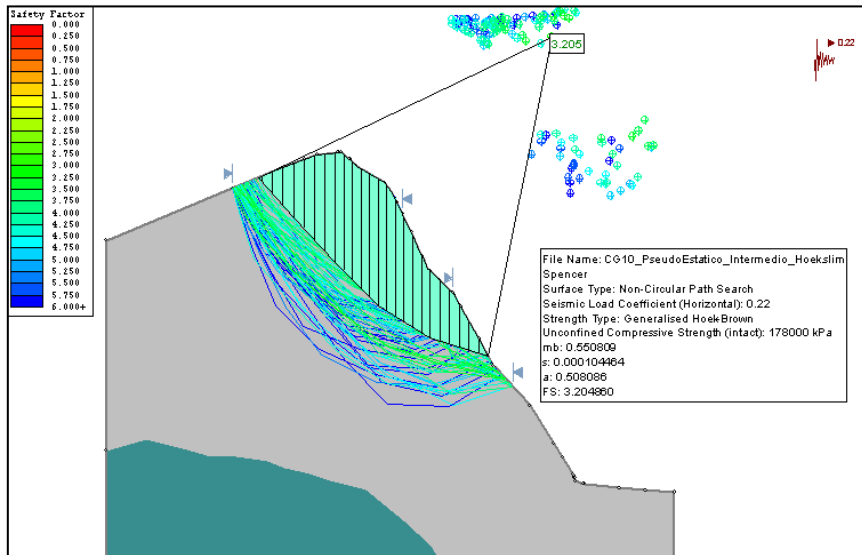 Safety Factor
0.000
0.250
0.500
0.750
1.000
1.250
1.500
1.750
2.000
2.250
2.500
2.750
3.000
3.250
3.500
3.750
4.000
4.250
4.500
4.750
5.000
5.250
5.500
5.750
6.000+
3.205
0.22
File Name: CG10_PseudoEstatico_Intermedio_Hoekslim
Spencer
Surface Type: Non-Circular Path Search
Seismic Load Coefficient (Horizontal): 0.22
Strength Type: Generalised Hoek-Brown
Unconfined Compressive Strength (intact): 178000 kPa
mb: 0.550809
s: 0.000104464
a: 0.508086
FS: 3.204860